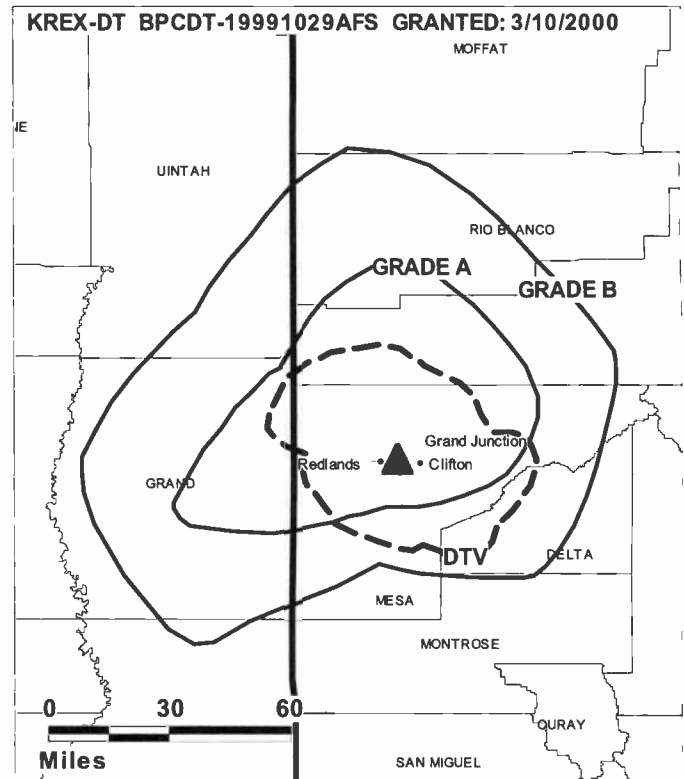 KREX-DT BPCDT-19991029AFS GRANTED: 3/10/2000
MOFFAT
NE
UINTAH
RIO BLANCO
GRADE A
GRADE B
Grand Junction
Redlands
Clifton
GRAND
DTV
DELTA
MESA
MONTROSE
0 30 60
OURAY
Miles
SAN MIGUEL